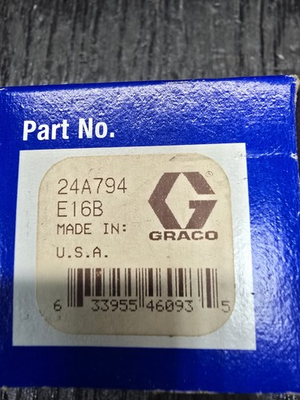 Part No.
24A794
E16B
MADE IN:
U.S.A.
GRACO
6 33955 46093 5